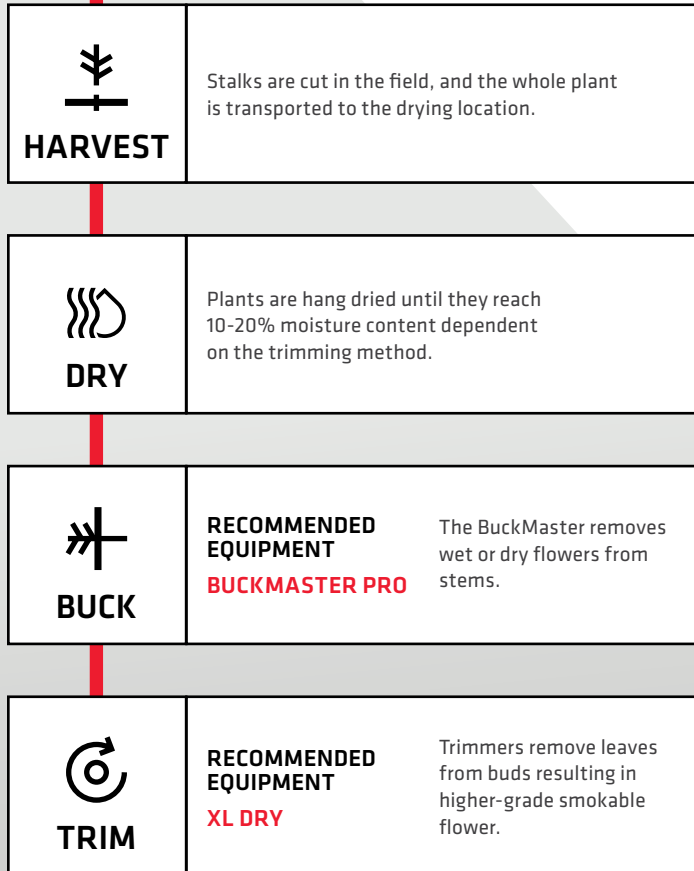 HARVEST
Stalks are cut in the field, and the whole plant
is transported to the drying location.
DRY
Plants are hang dried until they reach
10-20% moisture content dependent
on the trimming method.
BUCK
RECOMMENDED
EQUIPMENT
BUCKMASTER PRO
The BuckMaster removes
wet or dry flowers from
stems.
TRIM
RECOMMENDED
EQUIPMENT
XL DRY
Trimmers remove leaves
from buds resulting in
higher-grade smokable
flower.